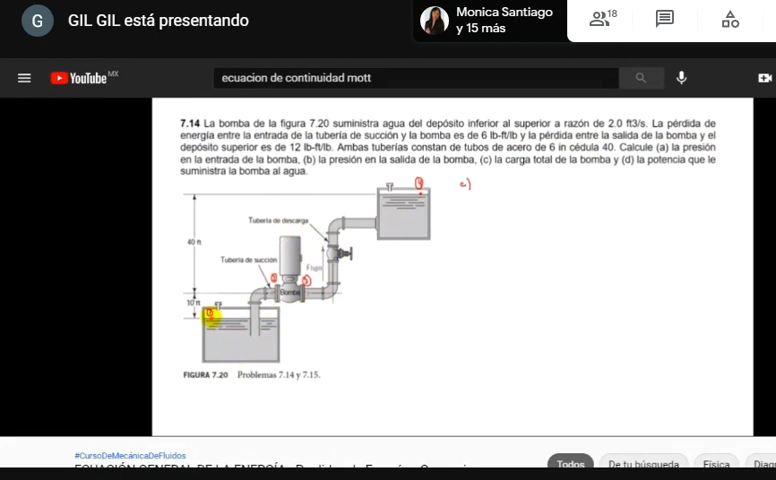 G GIL GIL está presentando
Monica Santiago
y 15 más
18
YouTube MX
ecuacion de continuidad mott
7.14 La bomba de la figura 7.20 suministra agua del depósito inferior al superior a razón de 2.0 ft3/s. La pérdida de
energía entre la entrada de la tubería de succión y la bomba es de 6 lb-ft/lb y la pérdida entre la salida de la bomba y el
depósito superior es de 12 lb-ft/lb. Ambas tuberías constan de tubos de acero de 6 in cédula 40. Calcule (a) la presión
en la entrada de la bomba, (b) la presión en la salida de la bomba, (c) la carga total de la bomba y (d) la potencia que le
suministra la bomba al agua.
Tubería de descarga
40 ft
Tubería de succión
Flujo
Bomba
10 ft
FIGURA 7.20 Problemas 7.14 y 7.15.
#CursoDeMecánicaDeFluidos
Todos
De tu búsqueda
Física